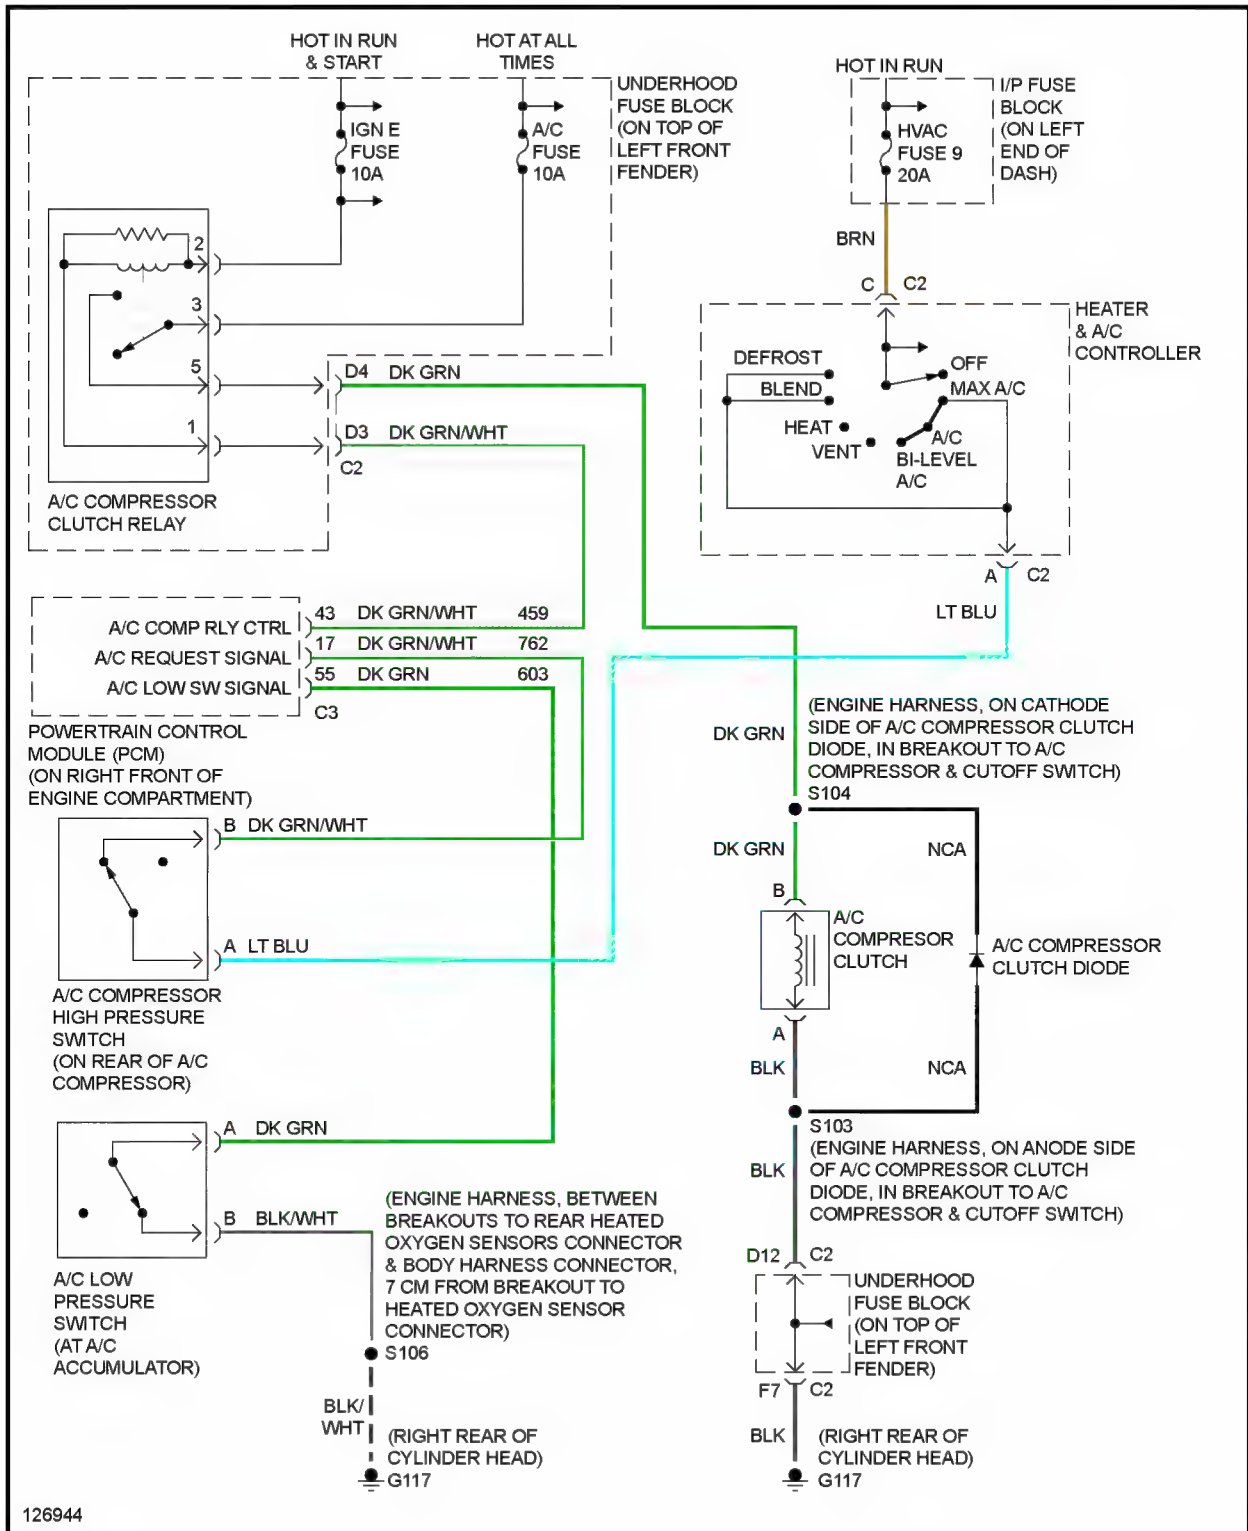 HOT IN RUN
& START
HOT AT ALL
TIMES
UNDERHOOD
FUSE BLOCK
(ON TOP OF
LEFT FRONT
FENDER)
IGN E
FUSE
10A
A/C
FUSE
10A
HOT IN RUN
I/P FUSE
BLOCK
(ON LEFT
END OF
DASH)
HVAC
FUSE 9
20A
BRN
C C2
2
3
5
1
D4 DK GRN
D3 DK GRN/WHT
C2
A/C COMPRESSOR
CLUTCH RELAY
HEATER
& A/C
CONTROLLER
DEFROST
BLEND
HEAT
VENT
OFF
MAX A/C
A/C
BI-LEVEL
A/C
A C2
LT BLU
A/C COMP RLY CTRL
43 DK GRN/WHT 459
A/C REQUEST SIGNAL
17 DK GRN/WHT 762
A/C LOW SW SIGNAL
55 DK GRN 603
C3
POWERTRAIN CONTROL
MODULE (PCM)
(ON RIGHT FRONT OF
ENGINE COMPARTMENT)
DK GRN
(ENGINE HARNESS, ON CATHODE
SIDE OF A/C COMPRESSOR CLUTCH
DIODE, IN BREAKOUT TO A/C
COMPRESSOR & CUTOFF SWITCH)
S104
B DK GRN/WHT
A LT BLU
A/C COMPRESSOR
HIGH PRESSURE
SWITCH
(ON REAR OF A/C
COMPRESSOR)
DK GRN
NCA
B
A/C
COMPRESOR
CLUTCH
A/C COMPRESSOR
CLUTCH DIODE
A
BLK
NCA
S103
(ENGINE HARNESS, ON ANODE SIDE
OF A/C COMPRESSOR CLUTCH
DIODE, IN BREAKOUT TO A/C
COMPRESSOR & CUTOFF SWITCH)
BLK
A DK GRN
B BLK/WHT
A/C LOW
PRESSURE
SWITCH
(AT A/C
ACCUMULATOR)
(ENGINE HARNESS, BETWEEN
BREAKOUTS TO REAR HEATED
OXYGEN SENSORS CONNECTOR
& BODY HARNESS CONNECTOR,
7 CM FROM BREAKOUT TO
HEATED OXYGEN SENSOR
CONNECTOR)
S106
BLK/
WHT
(RIGHT REAR OF
CYLINDER HEAD)
G117
D12 C2
UNDERHOOD
FUSE BLOCK
(ON TOP OF
LEFT FRONT
FENDER)
F7 C2
BLK
(RIGHT REAR OF
CYLINDER HEAD)
G117
126944